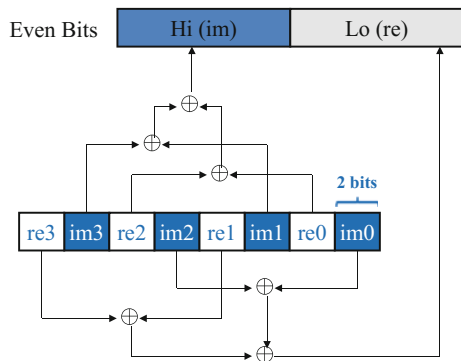 Even Bits Hi (im) Lo (re)
2 bits
re3 im3 re2 im2 re1 im1 re0 im0